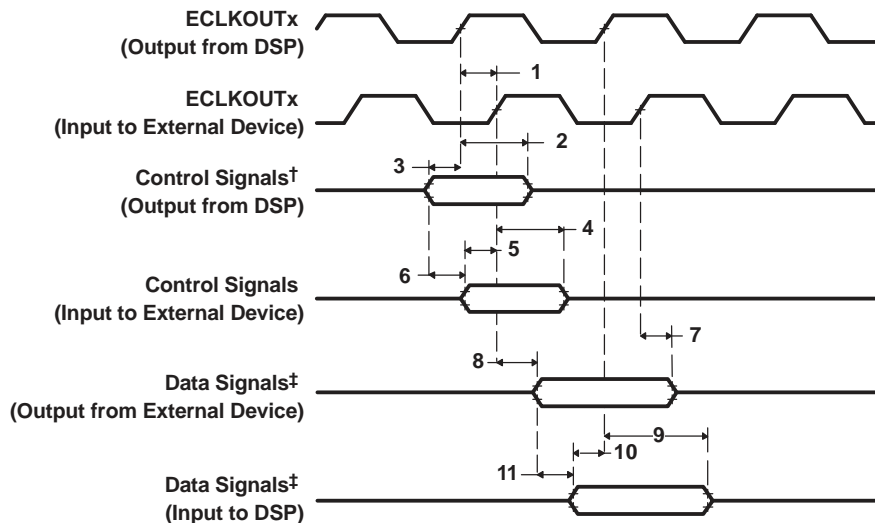 ECLKOUTx
(Output from DSP)
1
ECLKOUTx
(Input to External Device)
2
3
Control Signals†
(Output from DSP)
4
5
6
Control Signals
(Input to External Device)
7
8
Data Signals‡
(Output from External Device)
9
10
11
Data Signals‡
(Input to DSP)